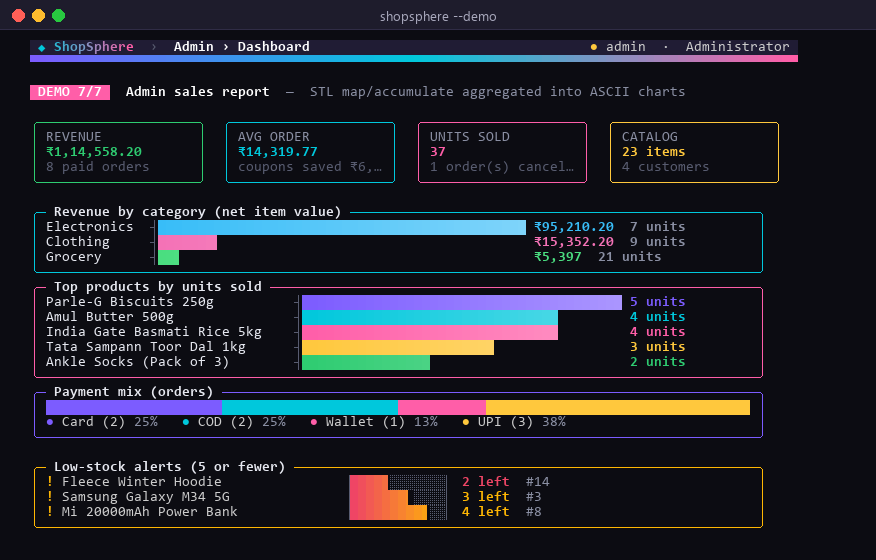 shopsphere --demo
◆ ShopSphere › Admin › Dashboard ● admin · Administrator
DEMO 7/7 Admin sales report — STL map/accumulate aggregated into ASCII charts
REVENUE
₹1,14,558.20
8 paid orders
AVG ORDER
₹14,319.77
coupons saved ₹6,…
UNITS SOLD
37
1 order(s) cancel…
CATALOG
23 items
4 customers
Revenue by category (net item value)
Electronics ₹95,210.20 7 units
Clothing ₹15,352.20 9 units
Grocery ₹5,397 21 units
Top products by units sold
Parle-G Biscuits 250g 5 units
Amul Butter 500g 4 units
India Gate Basmati Rice 5kg 4 units
Tata Sampann Toor Dal 1kg 3 units
Ankle Socks (Pack of 3) 2 units
Payment mix (orders)
● Card (2) 25% ● COD (2) 25% ● Wallet (1) 13% ● UPI (3) 38%
Low-stock alerts (5 or fewer)
! Fleece Winter Hoodie 2 left #14
! Samsung Galaxy M34 5G 3 left #3
! Mi 20000mAh Power Bank 4 left #8